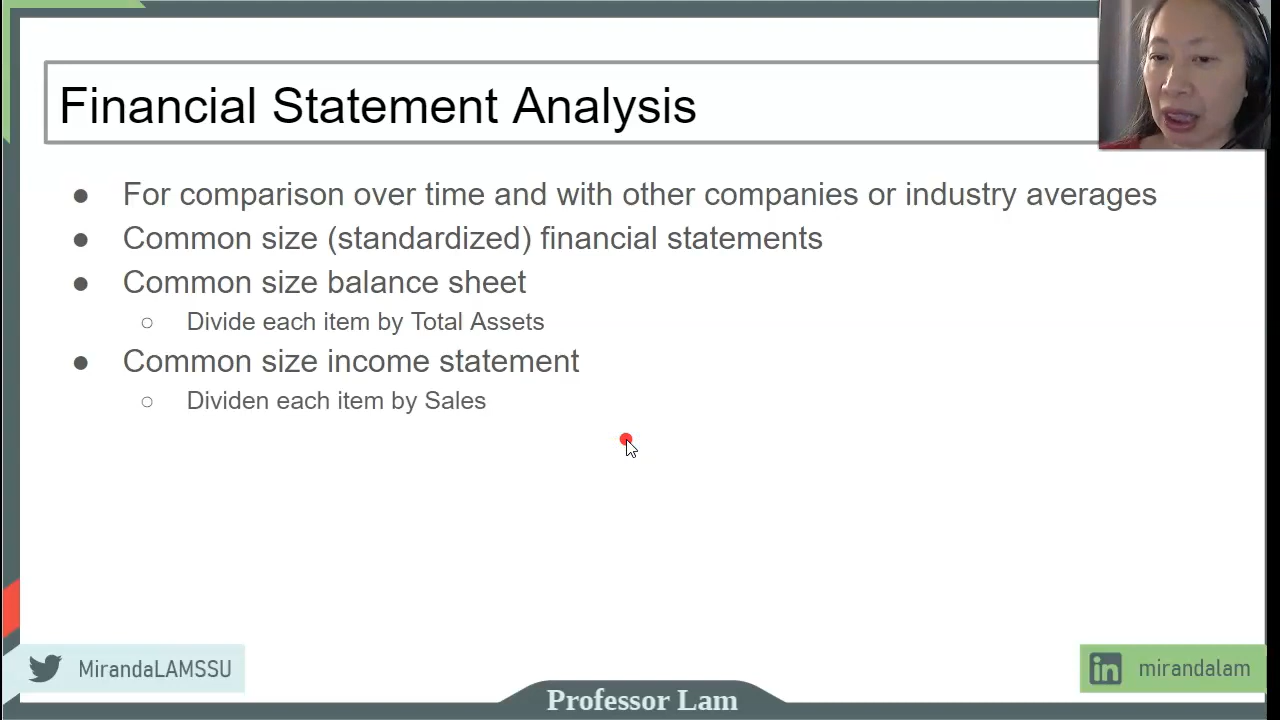 Financial Statement Analysis
● For comparison over time and with other companies or industry averages
● Common size (standardized) financial statements
● Common size balance sheet
○ Divide each item by Total Assets
● Common size income statement
○ Dividen each item by Sales
MirandaLAMSSU
in mirandalam
Professor Lam